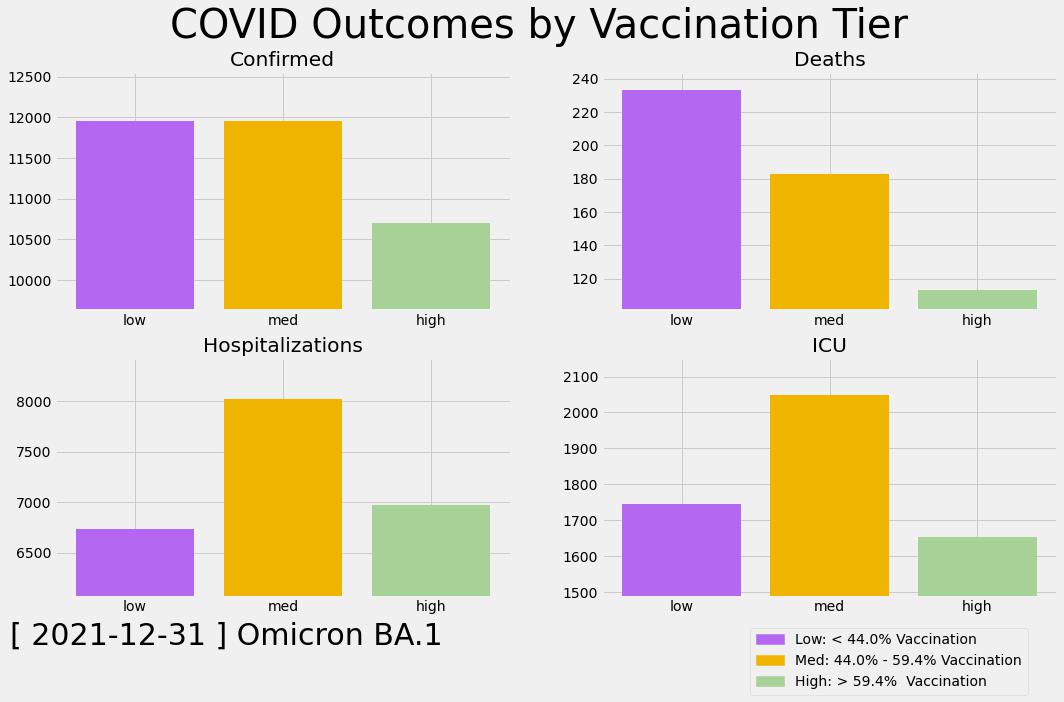 COVID Outcomes by Vaccination Tier
Confirmed
12500
12000
11500
11000
10500
10000
low med high
Deaths
240
220
200
180
160
140
120
low med high
Hospitalizations
8000
7500
7000
6500
low med high
ICU
2100
2000
1900
1800
1700
1600
1500
low med high
[ 2021-12-31 ] Omicron BA.1
Low: < 44.0% Vaccination
Med: 44.0% - 59.4% Vaccination
High: > 59.4%  Vaccination